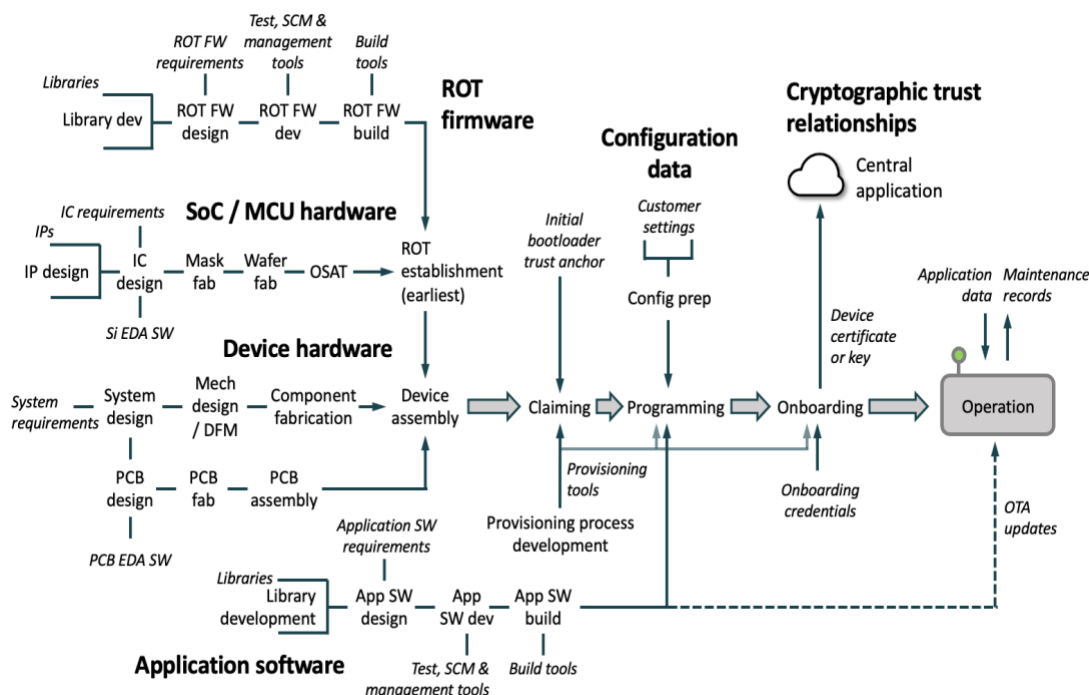 Test, SCM &
management
tools
ROT FW
requirements
Build
tools
Libraries
Library dev
ROT FW
design
ROT FW
dev
ROT FW
build
ROT
firmware
Cryptographic trust
relationships
Central
application
Configuration
data
Customer
settings
Config prep
SoC / MCU hardware
IC requirements
IPs
IP design
IC
design
Mask
fab
Wafer
fab
OSAT
ROT
establishment
(earliest)
Si EDA SW
Initial
bootloader
trust anchor
Device
certificate
or key
Application
data
Maintenance
records
Device hardware
System
requirements
System
design
Mech
design
/ DFM
Component
fabrication
Device
assembly
Claiming
Programming
Onboarding
Operation
PCB
design
PCB
fab
PCB
assembly
PCB EDA SW
Provisioning
tools
Provisioning process
development
Onboarding
credentials
OTA
updates
Application SW
requirements
Libraries
Library
development
App SW
design
App
SW dev
App SW
build
Application software
Test, SCM &
management tools
Build tools